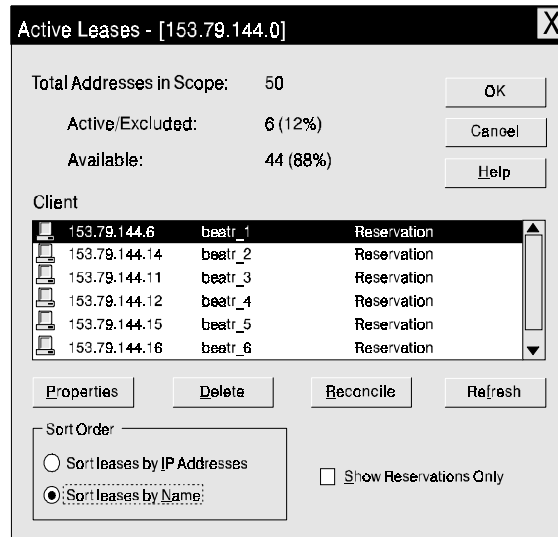 Active Leases - [153.79.144.0] X
Total Addresses in Scope: 50
OK
Active/Excluded: 6 (12%)
Cancel
Available: 44 (88%)
Help
Client
153.79.144.6 beatr_1 Reservation
153.79.144.14 beatr_2 Reservation
153.79.144.11 beatr_3 Reservation
153.79.144.12 beatr_4 Reservation
153.79.144.15 beatr_5 Reservation
153.79.144.16 beatr_6 Reservation
Properties Delete Reconcile Refresh
Sort Order
Sort leases by IP Addresses
Show Reservations Only
Sort leases by Name